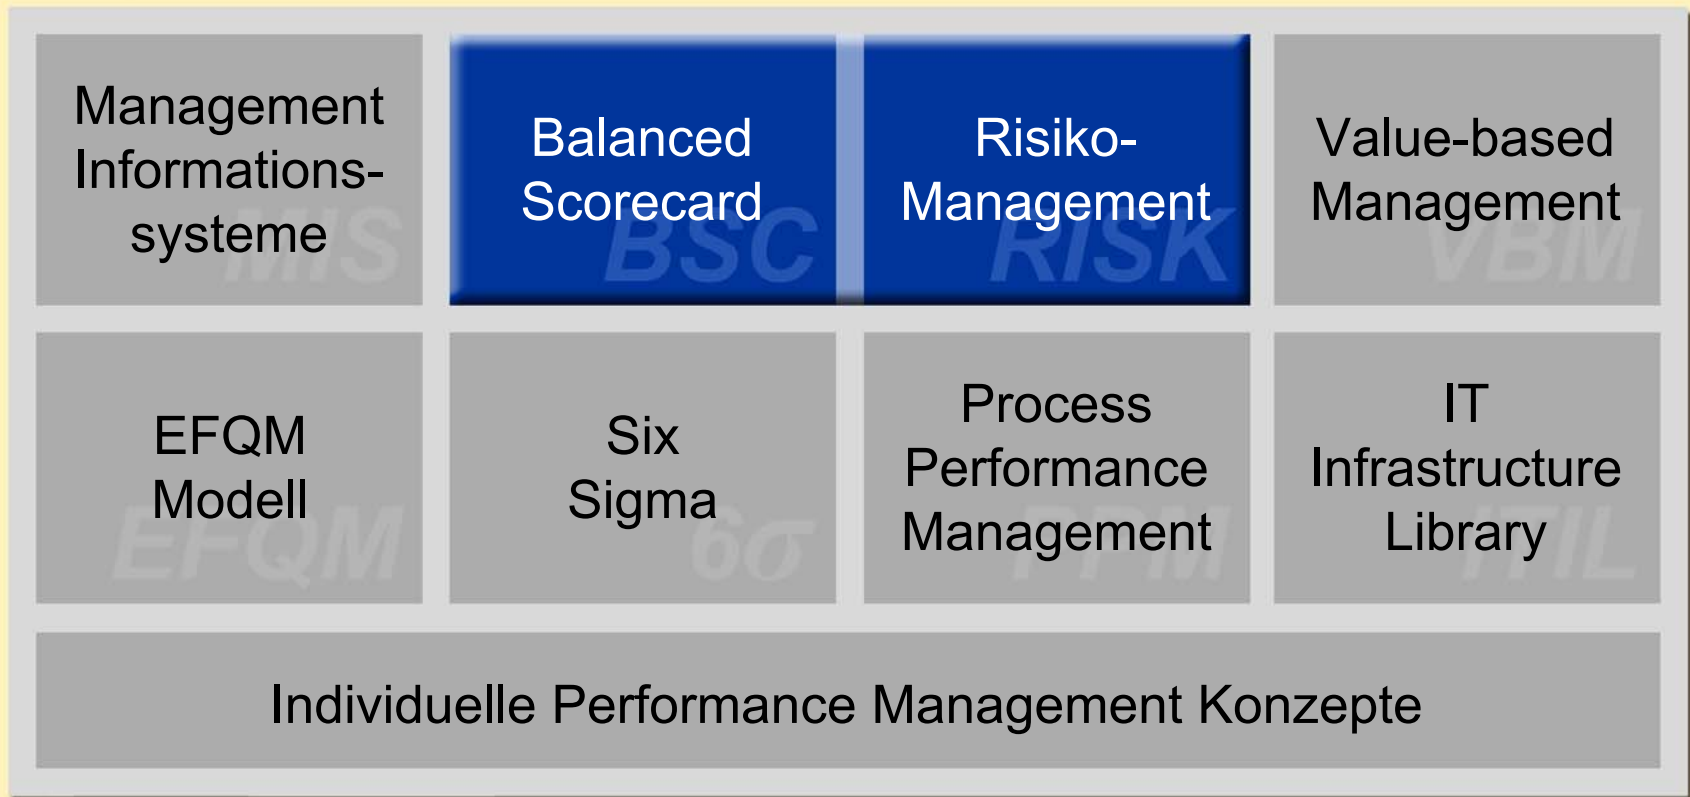 Management
Informations-
systeme
MIS
Balanced
Scorecard
BSC
Risiko-
Management
RISK
Value-based
Management
VBM
EFQM
Modell
EFQM
Six
Sigma
6σ
Process
Performance
Management
PPM
IT
Infrastructure
Library
ITIL
Individuelle Performance Management Konzepte